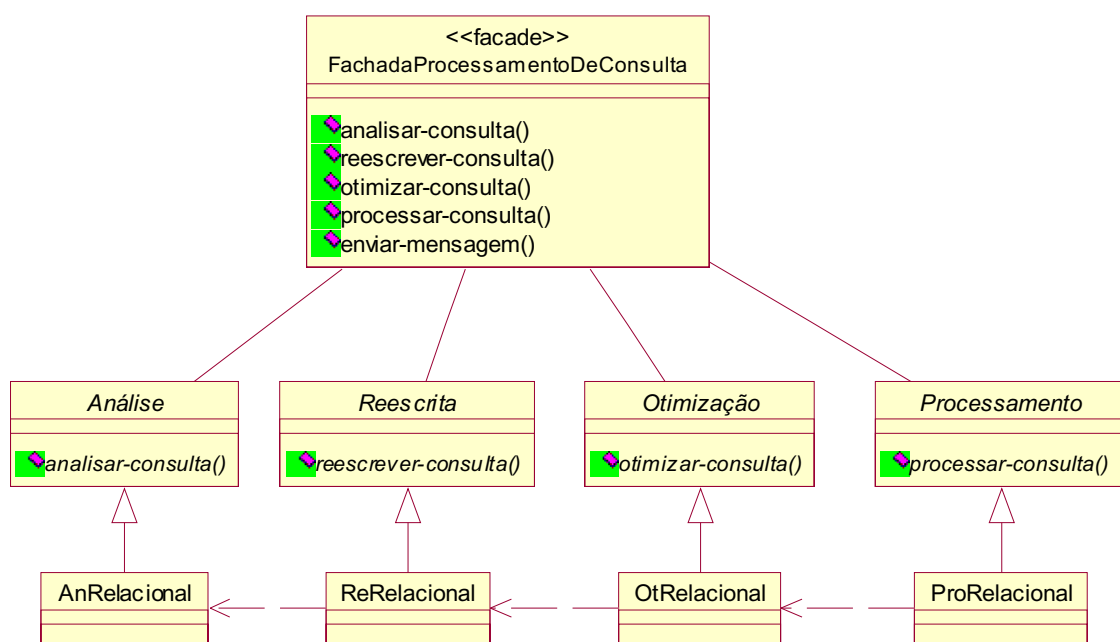 <<facade>>
FachadaProcessamentoDeConsulta
analisar-consulta()
reescrever-consulta()
otimizar-consulta()
processar-consulta()
enviar-mensagem()
Análise
analisar-consulta()
Reescrita
reescrever-consulta()
Otimização
otimizar-consulta()
Processamento
processar-consulta()
AnRelacional
ReRelacional
OtRelacional
ProRelacional